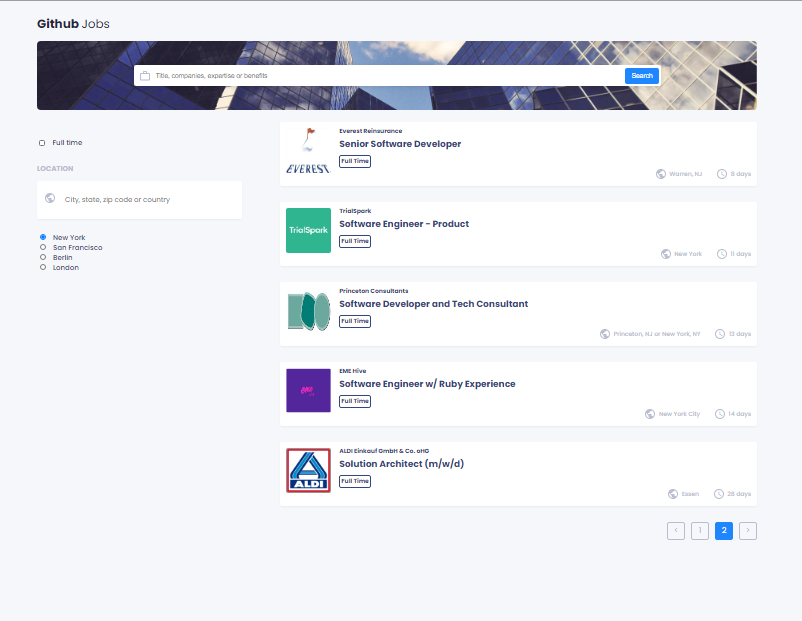 Github Jobs
Title, companies, expertise or benefits
Search
Full time
LOCATION
City, state, zip code or country
New York
San Francisco
Berlin
London
EVEREST
Everest Reinsurance
Senior Software Developer
Full Time
Warren, NJ
8 days
TrialSpark
TrialSpark
Software Engineer - Product
Full Time
New York
11 days
Princeton Consultants
Software Developer and Tech Consultant
Full Time
Princeton, NJ or New York, NY
13 days
EME Hive
Software Engineer w/ Ruby Experience
Full Time
New York City
14 days
ALDI
ALDI Einkauf GmbH & Co. oHG
Solution Architect (m/w/d)
Full Time
Essen
28 days
< 1 2 >